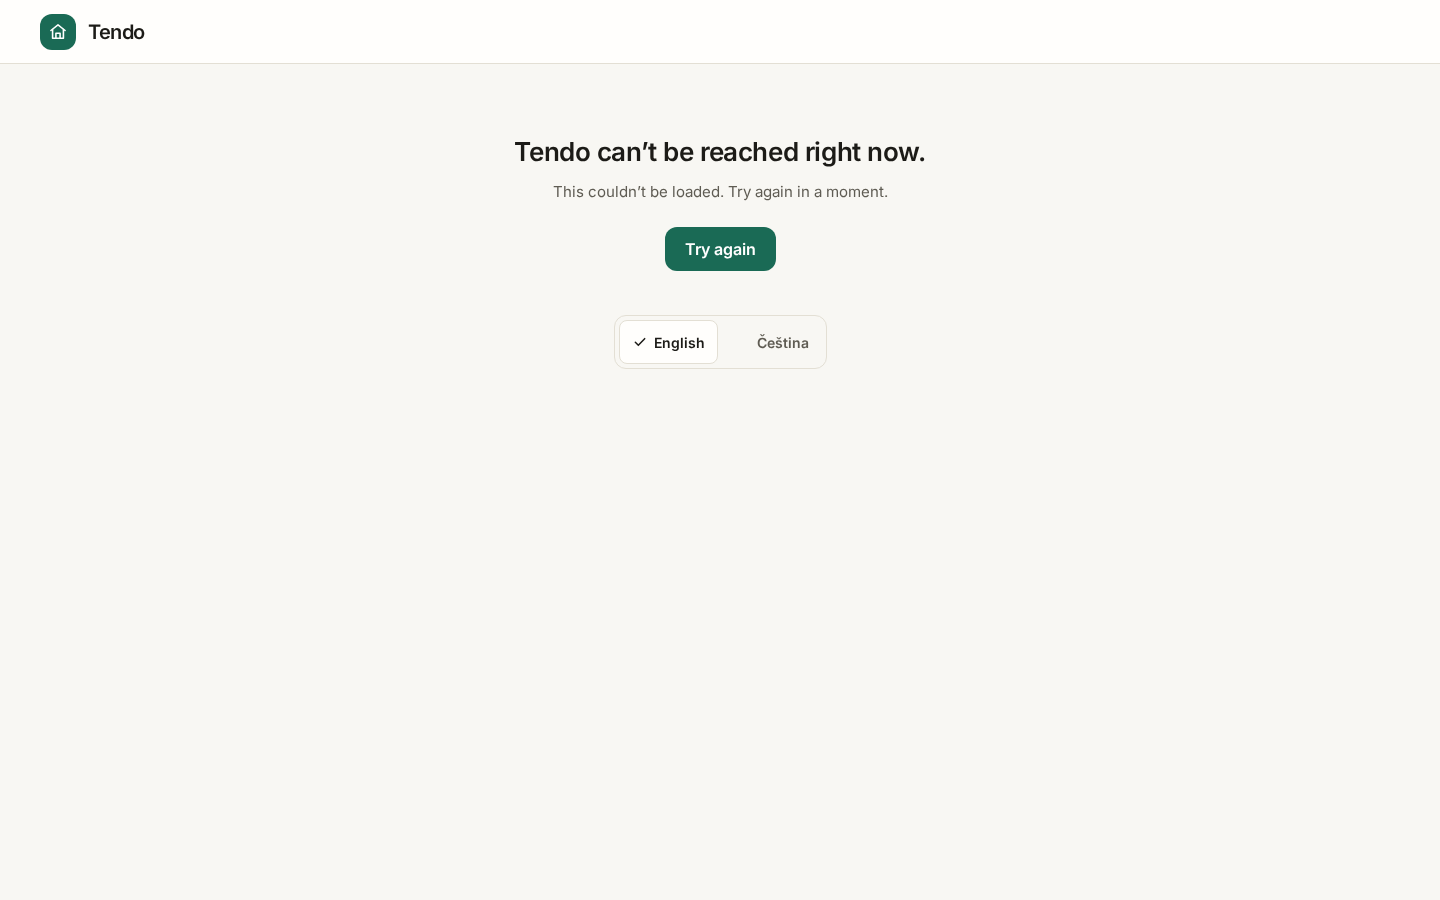 Tendo
Tendo can’t be reached right now.
This couldn’t be loaded. Try again in a moment.
Try again
English
Čeština